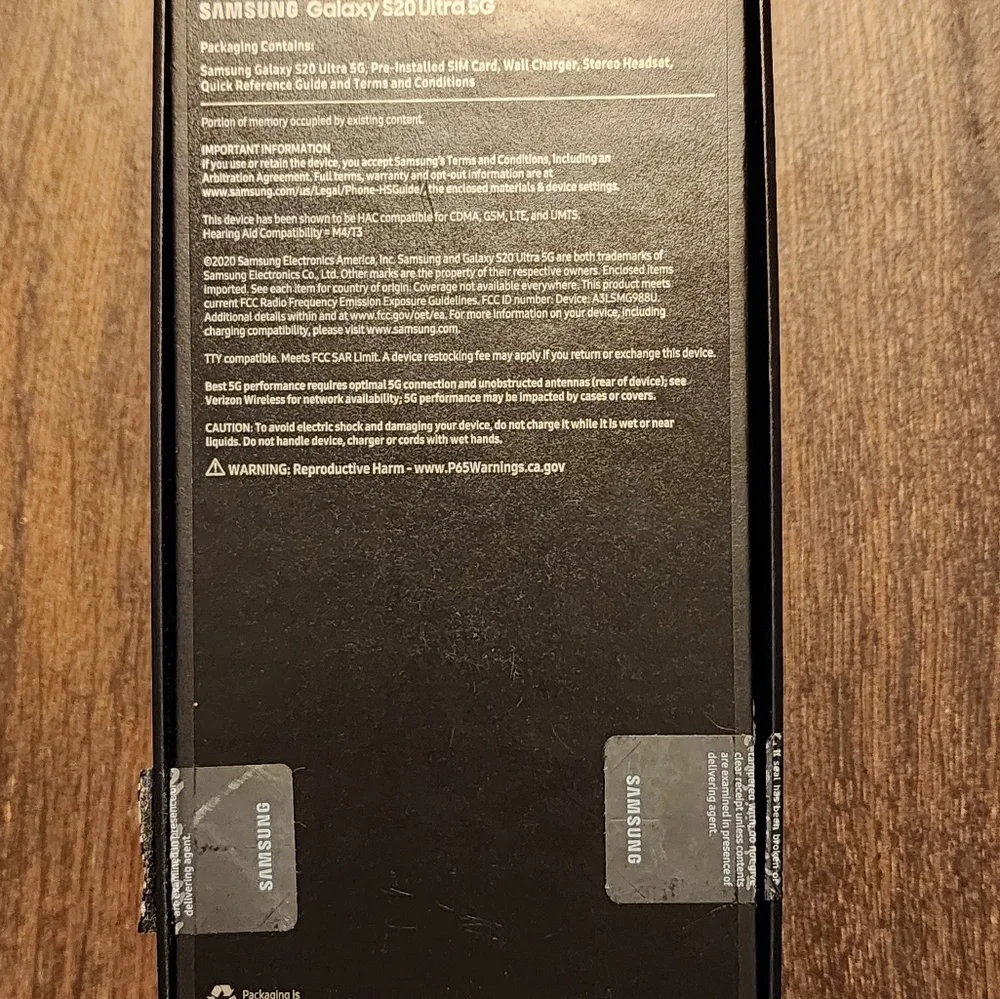 SAMSUNG Galaxy S20 Ultra 5G
Packaging Contains:
Samsung Galaxy S20 Ultra 5G, Pre-Installed SIM Card, Wall Charger, Stereo Headset,
Quick Reference Guide and Terms and Conditions
Portion of memory occupied by existing content.
IMPORTANT INFORMATION
If you use or retain the device, you accept Samsung's Terms and Conditions, including an
Arbitration Agreement. Full terms, warranty and opt-out information are at
www.samsung.com/us/Legal/Phone-HSGuide/, the enclosed materials & device settings.
This device has been shown to be HAC compatible for CDMA, GSM, LTE, and UMTS.
Hearing Aid Compatibility = M4/T3
©2020 Samsung Electronics America, Inc. Samsung and Galaxy S20 Ultra 5G are both trademarks of
Samsung Electronics Co., Ltd. Other marks are the property of their respective owners. Enclosed items
imported. See each item for country of origin. Coverage not available everywhere. This product meets
current FCC Radio Frequency Emission Exposure Guidelines. FCC ID number: Device: A3LSMG988U.
Additional details within and at www.fcc.gov/oet/ea. For more information on your device, including
charging compatibility, please visit www.samsung.com.
TTY compatible. Meets FCC SAR Limit. A device restocking fee may apply if you return or exchange this device.
Best 5G performance requires optimal 5G connection and unobstructed antennas (rear of device); see
Verizon Wireless for network availability; 5G performance may be impacted by cases or covers.
CAUTION: To avoid electric shock and damaging your device, do not charge it while it is wet or near
liquids. Do not handle device, charger or cords with wet hands.
WARNING: Reproductive Harm - www.P65Warnings.ca.gov
are examined in presence of
delivering agent.
SAMSUNG
SAMSUNG
If seal has been broken or
tampered with, do not give
clear receipt unless contents
are examined in presence of
delivering agent.
Packaging is